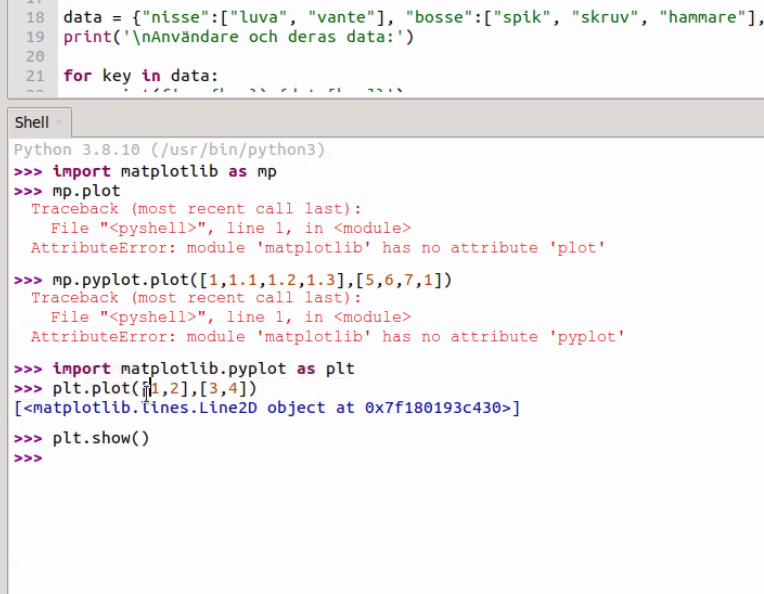 18 data = {"nisse":["luva", "vante"], "bosse":["spik", "skruv", "hammare"],
19 print('\nAnvändare och deras data:')
20
21 for key in data:
Shell ×
Python 3.8.10 (/usr/bin/python3)
>>> import matplotlib as mp
>>> mp.plot
Traceback (most recent call last):
File "<pyshell>", line 1, in <module>
AttributeError: module 'matplotlib' has no attribute 'plot'
>>> mp.pyplot.plot([1,1.1,1.2,1.3],[5,6,7,1])
Traceback (most recent call last):
File "<pyshell>", line 1, in <module>
AttributeError: module 'matplotlib' has no attribute 'pyplot'
>>> import matplotlib.pyplot as plt
>>> plt.plot([1,2],[3,4])
[<matplotlib.lines.Line2D object at 0x7f180193c430>]
>>> plt.show()
>>>